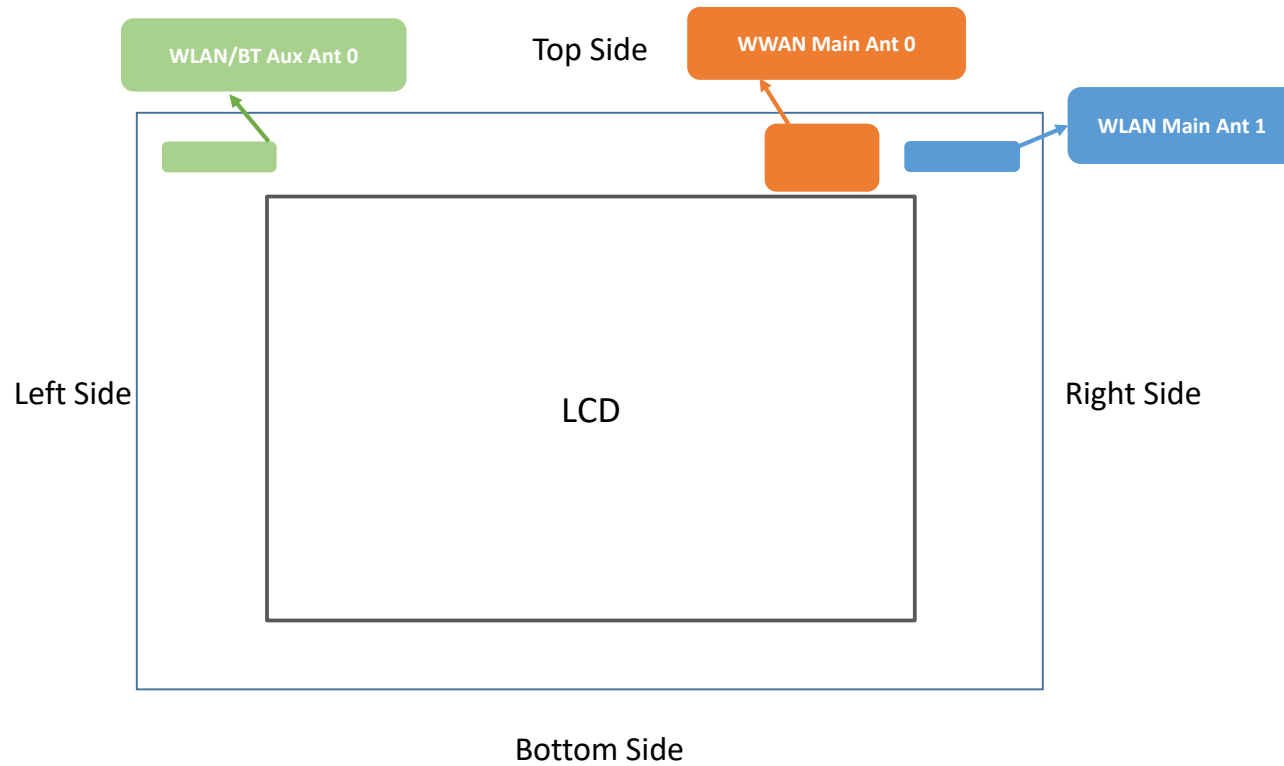 WLAN/BT Aux Ant 0
Top Side
WWAN Main Ant 0
WLAN Main Ant 1
Left Side
LCD
Right Side
Bottom Side